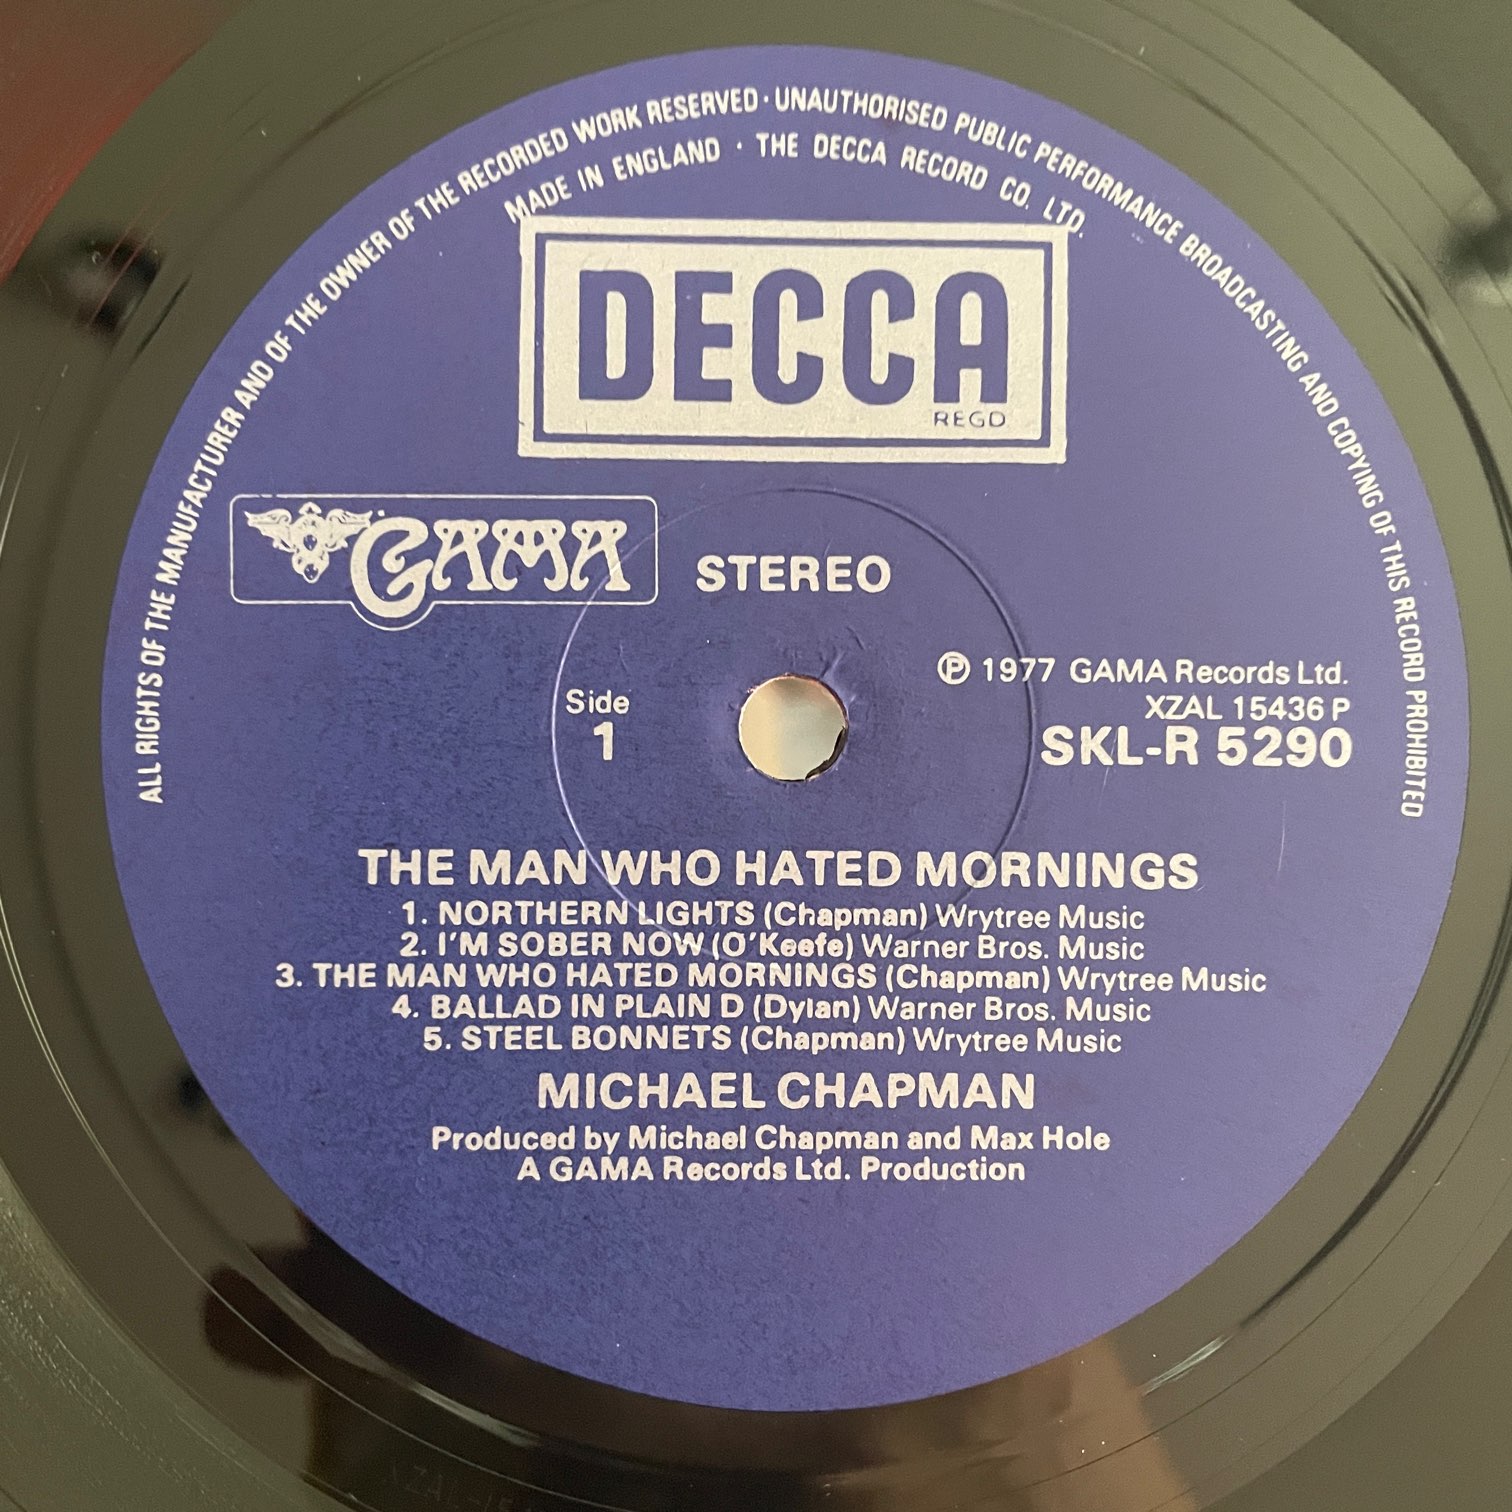 ALL RIGHTS OF THE MANUFACTURER AND OF THE OWNER OF THE RECORDED WORK RESERVED · UNAUTHORISED PUBLIC PERFORMANCE BROADCASTING AND COPYING OF THIS RECORD PROHIBITED
MADE IN ENGLAND · THE DECCA RECORD CO. LTD.
DECCA
REGD
GAMA
STEREO
℗ 1977 GAMA Records Ltd.
XZAL 15436 P
SKL-R 5290
Side
1
THE MAN WHO HATED MORNINGS
1. NORTHERN LIGHTS (Chapman) Wrytree Music
2. I'M SOBER NOW (O'Keefe) Warner Bros. Music
3. THE MAN WHO HATED MORNINGS (Chapman) Wrytree Music
4. BALLAD IN PLAIN D (Dylan) Warner Bros. Music
5. STEEL BONNETS (Chapman) Wrytree Music
MICHAEL CHAPMAN
Produced by Michael Chapman and Max Hole
A GAMA Records Ltd. Production